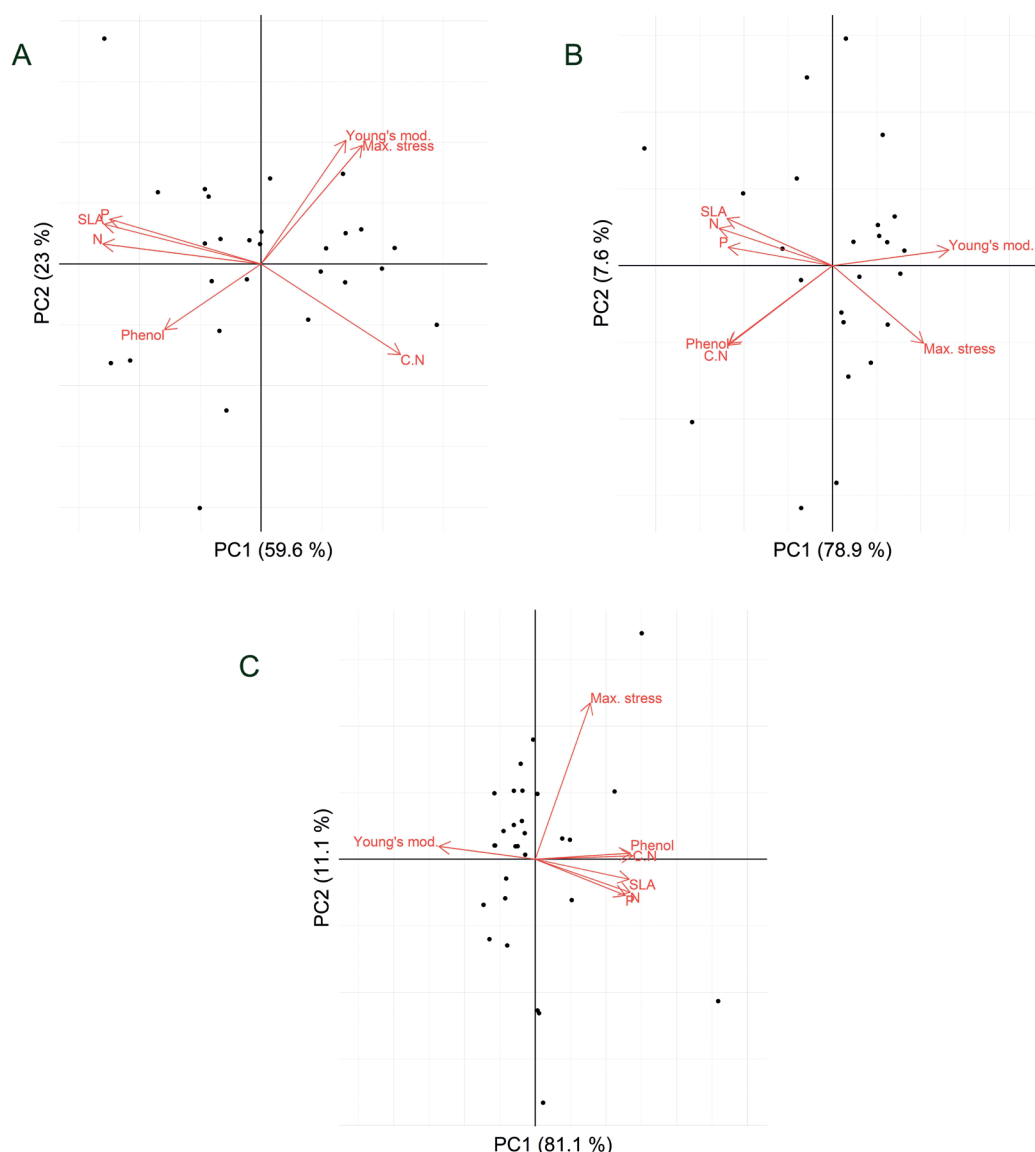 A
Young's mod.
Max. stress
P
SLA
N
Phenol
C.N
PC2 (23 %)
PC1 (59.6 %)
B
SLA
N
P
Young's mod.
Phenol
C.N
Max. stress
PC2 (7.6 %)
PC1 (78.9 %)
C
Max. stress
Young's mod.
Phenol
C.N
SLA
N
P
PC2 (11.1 %)
PC1 (81.1 %)